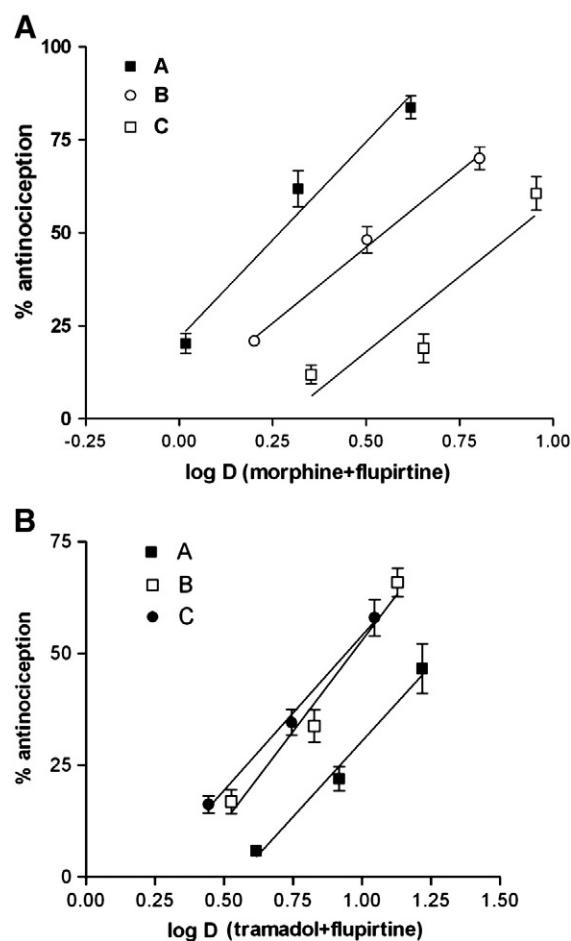 A
A
B
C
100
75
50
25
0
% antinociception
-0.25 0.00 0.25 0.50 0.75 1.00
log D (morphine+flupirtine)
B
A
B
C
75
50
25
0
% antinociception
0.00 0.25 0.50 0.75 1.00 1.25 1.50
log D (tramadol+flupirtine)